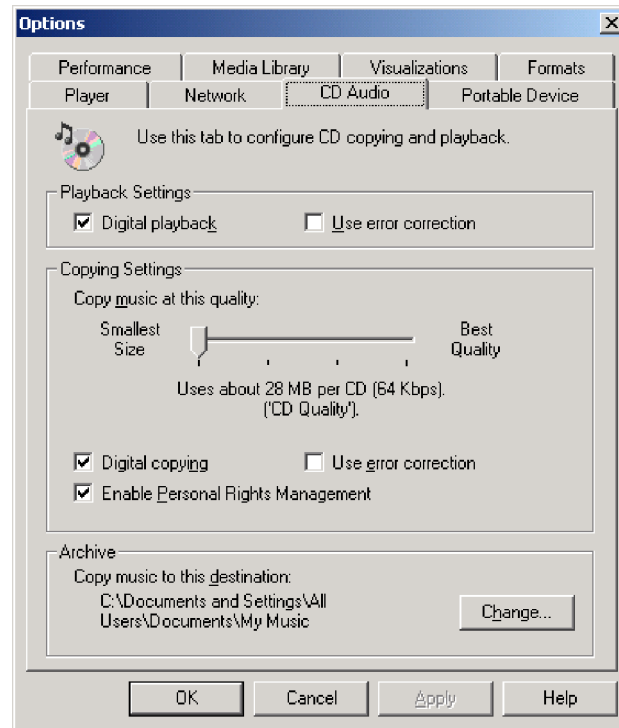 Options
Performance
Media Library
Visualizations
Formats
Player
Network
CD Audio
Portable Device
Use this tab to configure CD copying and playback.
Playback Settings
Digital playback
Use error correction
Copying Settings
Copy music at this quality:
Smallest
Size
Best
Quality
Uses about 28 MB per CD (64 Kbps).
('CD Quality').
Digital copying
Use error correction
Enable Personal Rights Management
Archive
Copy music to this destination:
C:\Documents and Settings\All
Users\Documents\My Music
Change...
OK
Cancel
Apply
Help